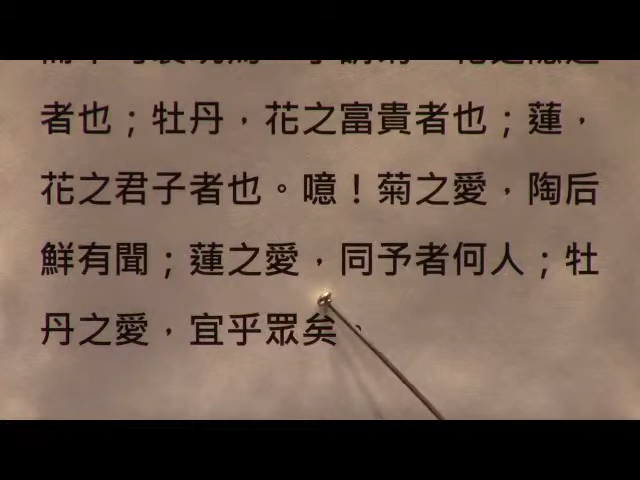 者也；牡丹，花之富貴者也；蓮，
花之君子者也。噫！菊之愛，陶后
鮮有聞；蓮之愛，同予者何人；牡
丹之愛，宜乎眾矣